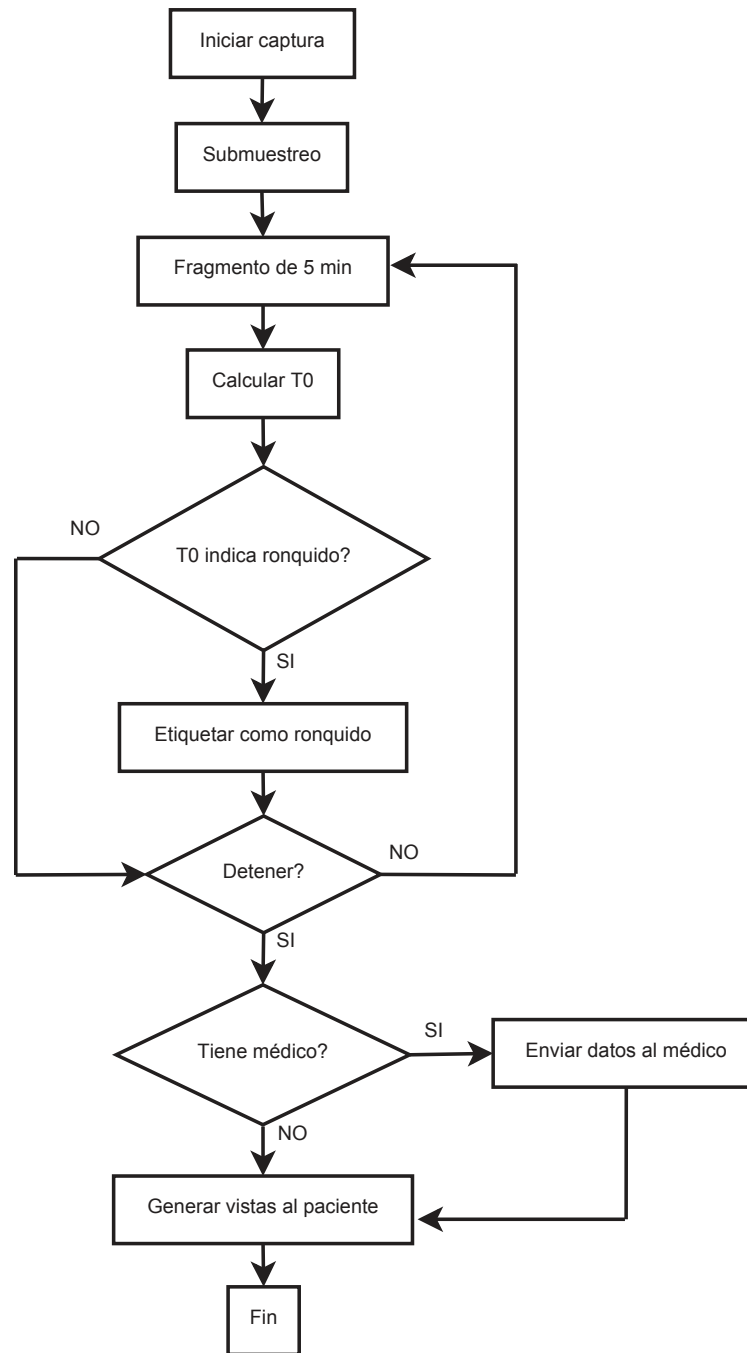 Iniciar captura
Submuestreo
Fragmento de 5 min
Calcular T0
NO
T0 indica ronquido?
SI
Etiquetar como ronquido
Detener?
NO
SI
Tiene médico?
SI
Enviar datos al médico
NO
Generar vistas al paciente
Fin